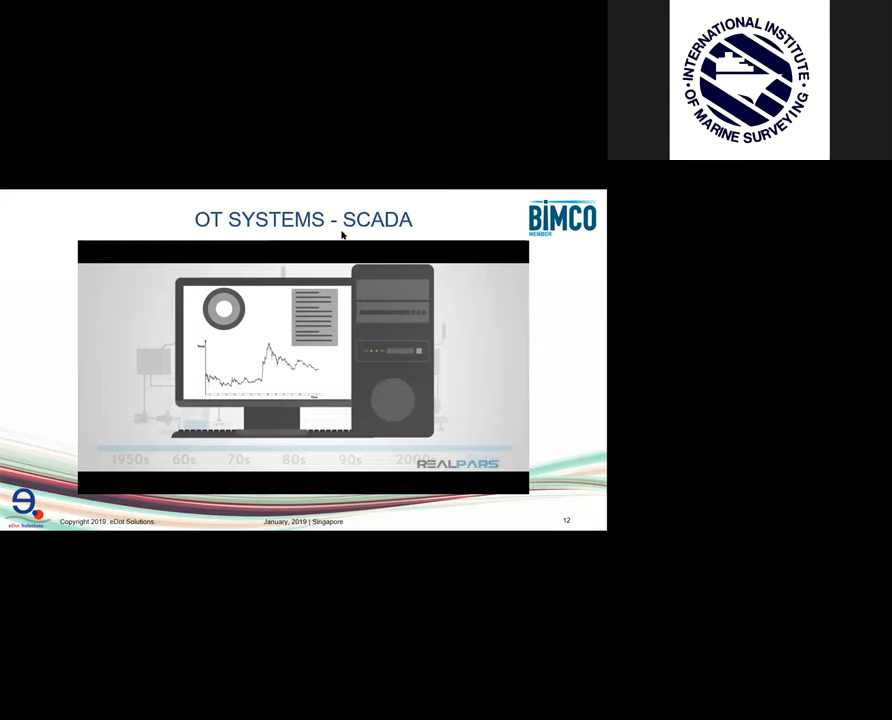 INTERNATIONAL INSTITUTE
OF MARINE SURVEYING
OT SYSTEMS - SCADA
BIMCO
MEMBER
Time
1950s 60s 70s 80s 90s 2000s
REALPARS
eDot Solutions
Copyright 2019. eDot Solutions.
January, 2019 | Singapore
12